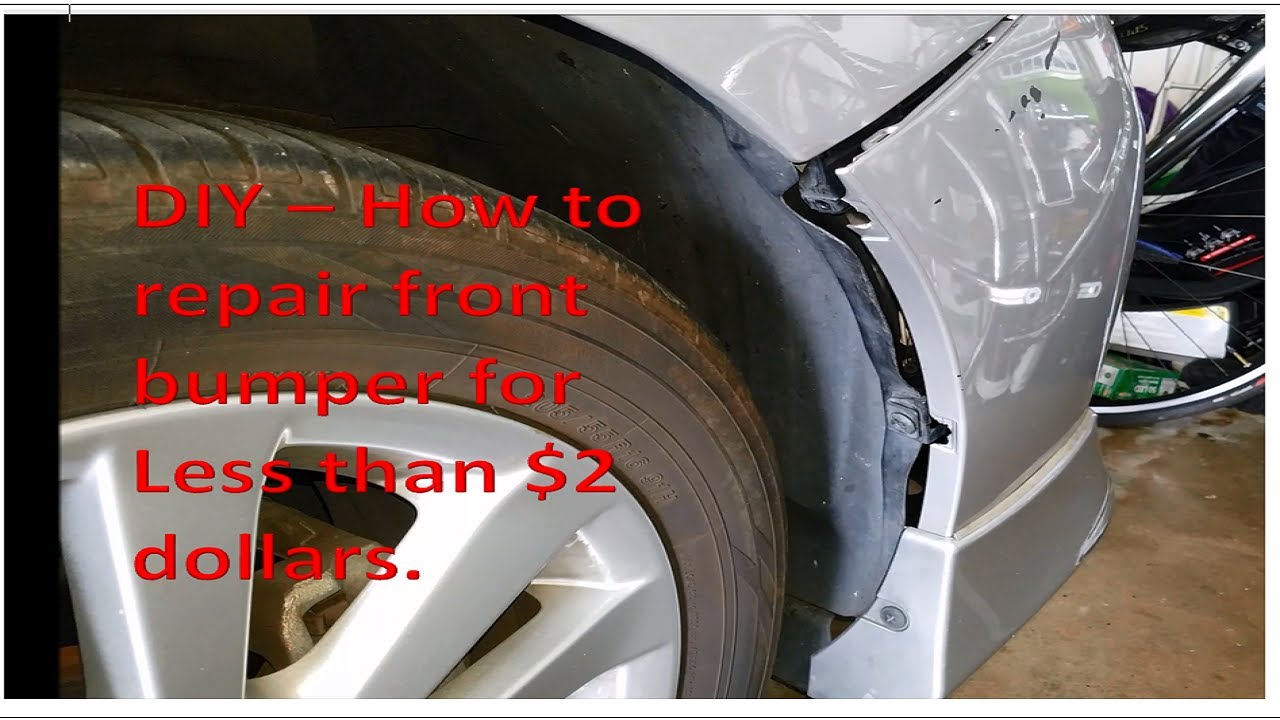 DIY – How to
repair front
bumper for
Less than $2
dollars.